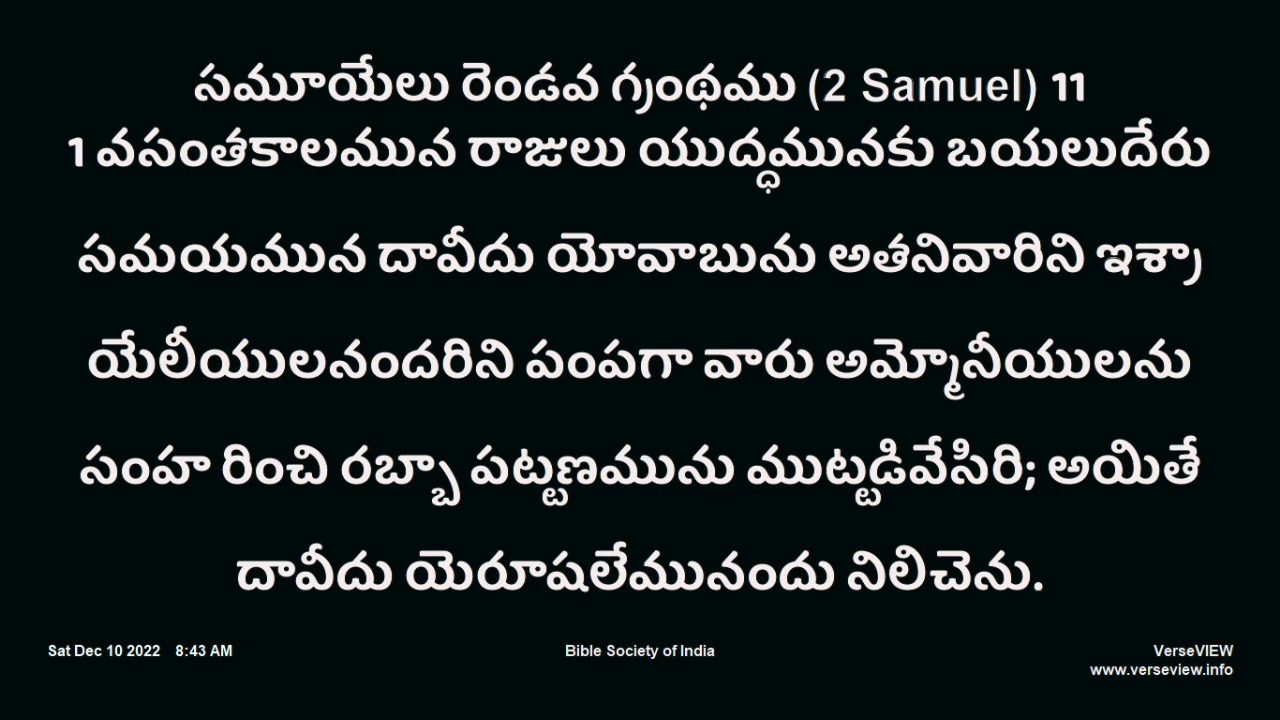 సమూయేలు రెండవ గ్రంథము (2 Samuel) 11
1 వసంతకాలమున రాజులు యుద్ధమునకు బయలుదేరు
సమయమున దావీదు యోవాబును అతనివారిని ఇశ్రా
యేలీయులనందరిని పంపగా వారు అమ్మోనీయులను
సంహ రించి రబ్బా పట్టణమును ముట్టడివేసిరి; అయితే
దావీదు యెరూషలేమునందు నిలిచెను.
Sat Dec 10 2022 8:43 AM
Bible Society of India
VerseVIEW
www.verseview.info